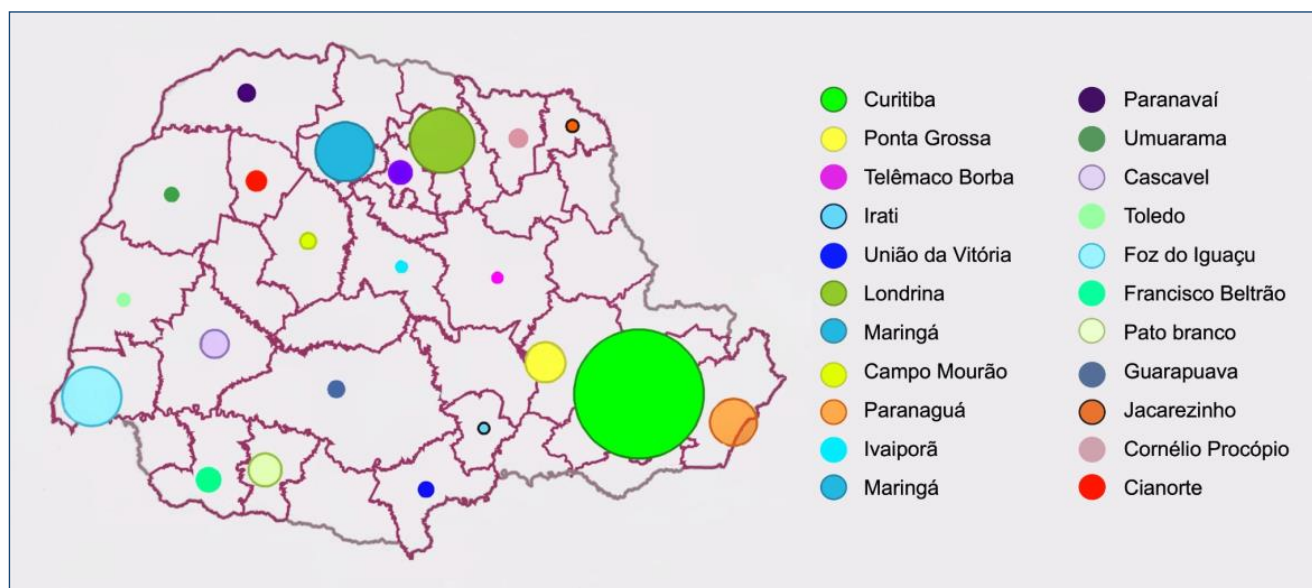 Curitiba
Ponta Grossa
Telêmaco Borba
Irati
União da Vitória
Londrina
Maringá
Campo Mourão
Paranaguá
Ivaiporã
Maringá
Paranavaí
Umuarama
Cascavel
Toledo
Foz do Iguaçu
Francisco Beltrão
Pato branco
Guarapuava
Jacarezinho
Cornélio Procópio
Cianorte